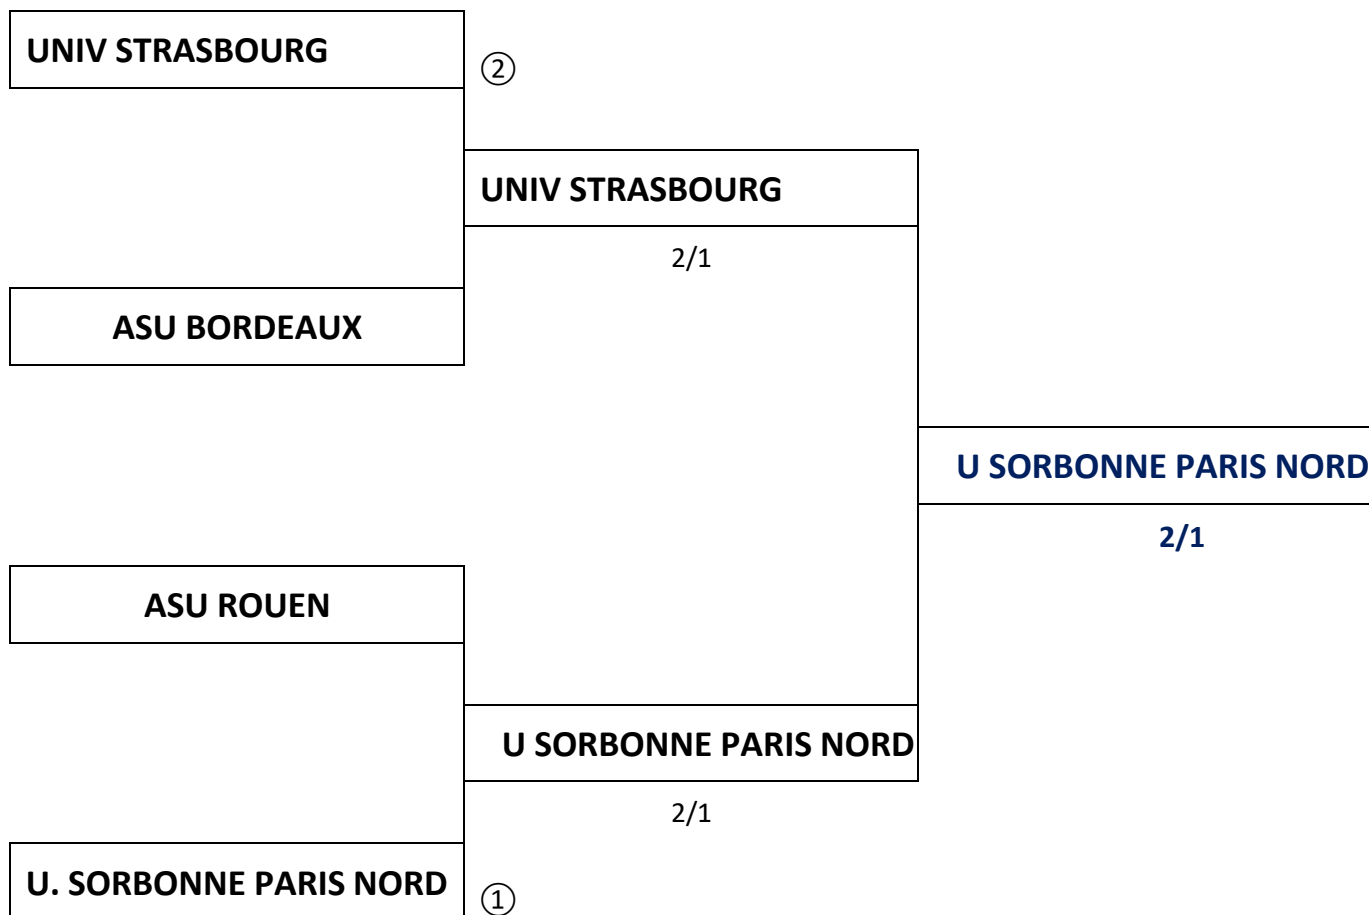 UNIV STRASBOURG
②
UNIV STRASBOURG
2/1
ASU BORDEAUX
U SORBONNE PARIS NORD
2/1
ASU ROUEN
U SORBONNE PARIS NORD
2/1
U. SORBONNE PARIS NORD
①